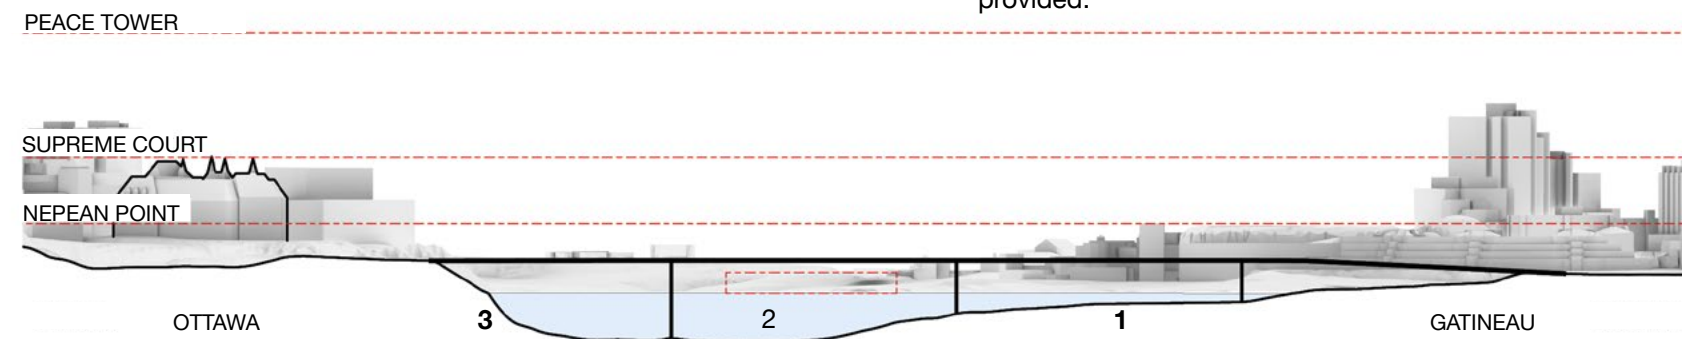 provided.
PEACE TOWER
SUPREME COURT
NEPEAN POINT
OTTAWA
3
2
1
GATINEAU